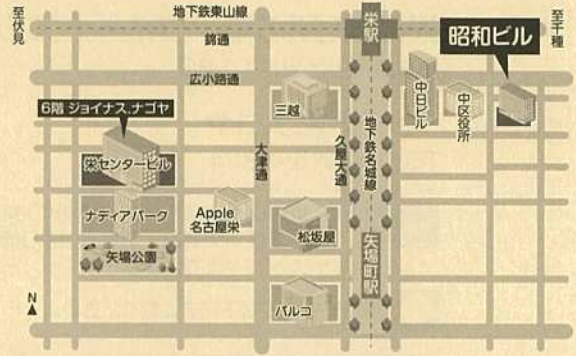 至伏見
地下鉄東山線
錦通
栄駅
至千種
昭和ビル
広小路通
三越
中日ビル
中区役所
6階 ジョイナス.ナゴヤ
栄センタービル
大津通
久屋大通
地下鉄名城線
ナディアパーク
Apple
名古屋栄
松坂屋
矢場町駅
矢場公園
パルコ
N